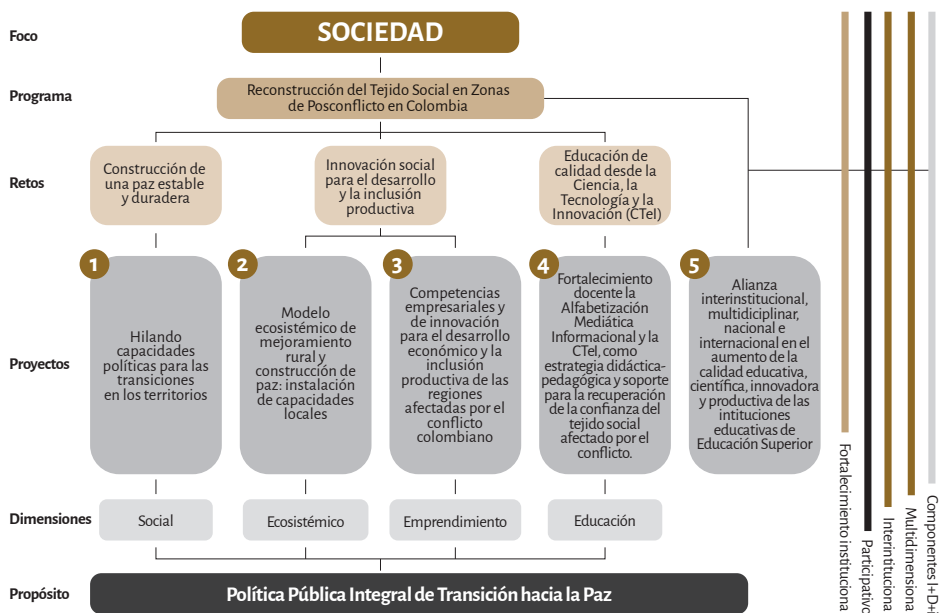 Foco
SOCIEDAD
Programa
Reconstrucción del Tejido Social en Zonas
de Posconflicto en Colombia
Retos
Construcción de
una paz estable
y duradera
Innovación social
para el desarrollo
y la inclusión
productiva
Educación de
calidad desde la
Ciencia, la
Tecnología y la
Innovación (CTeI)
Proyectos
1
Hilando
capacidades
políticas para las
transiciones
en los territorios
2
Modelo
ecosistémico de
mejoramiento
rural y
construcción de
paz: instalación
de capacidades
locales
3
Competencias
empresariales y
de innovación
para el desarrollo
económico y la
inclusión
productiva de las
regiones
afectadas por el
conflicto
colombiano
4
Fortalecimiento
docente la
Alfabetización
Mediática
Informacional y la
CTeI, como
estrategia didáctica-
pedagógica y soporte
para la recuperación
de la confianza del
tejido social
afectado por el
conflicto.
5
Alianza
interinstitucional,
multidiciplinar,
nacional e
internacional en el
aumento de la
calidad educativa,
científica, innovadora
y productiva de las
intituciones
educativas de
Educación Superior
Dimensiones
Social
Ecosistémico
Emprendimiento
Educación
Propósito
Política Pública Integral de Transición hacia la Paz
Fortalecimiento instituciona
Participativo
Interintituciona
Multidimensiona
Componentes I+D+i